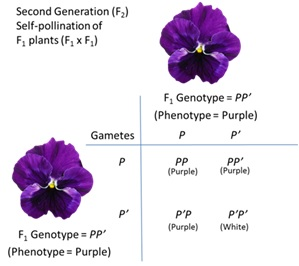 Second Generation (F₂)
Self-pollination of
F₁ plants (F₁ x F₁)
F₁ Genotype = PP′
(Phenotype = Purple)
Gametes P P′
P PP PP′
(Purple) (Purple)
P′ P′P P′P′
(Purple) (White)
F₁ Genotype = PP′
(Phenotype = Purple)